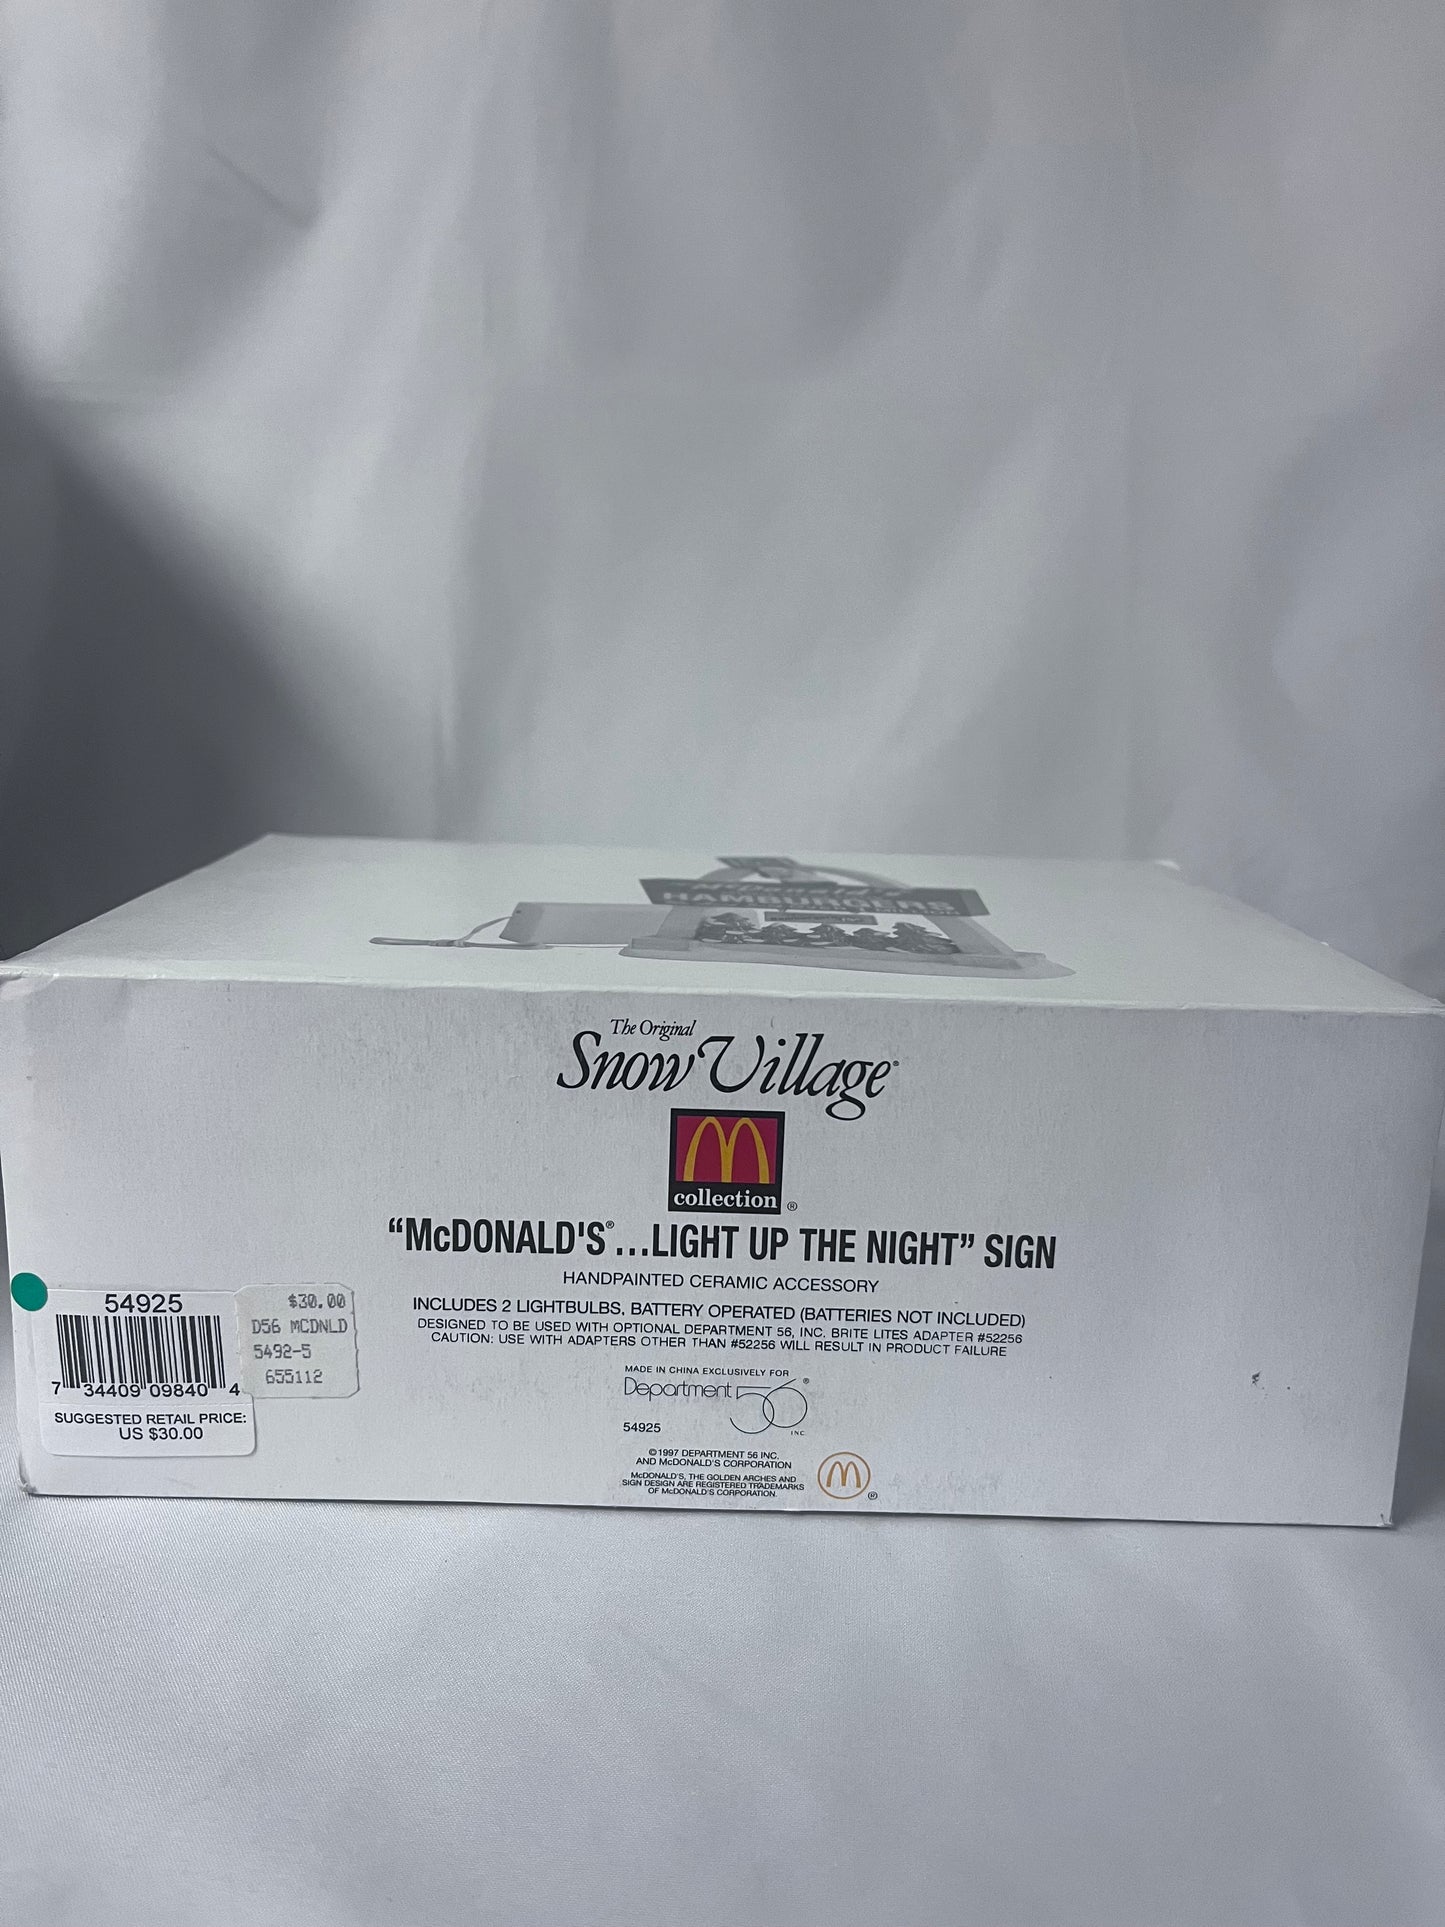 McDonald's
HAMBURGERS
The Original
Snow Village®
M
collection ®
“McDONALD'S®...LIGHT UP THE NIGHT” SIGN
HANDPAINTED CERAMIC ACCESSORY
INCLUDES 2 LIGHTBULBS, BATTERY OPERATED (BATTERIES NOT INCLUDED)
DESIGNED TO BE USED WITH OPTIONAL DEPARTMENT 56, INC. BRITE LITES ADAPTER #52256
CAUTION: USE WITH ADAPTERS OTHER THAN #52256 WILL RESULT IN PRODUCT FAILURE
MADE IN CHINA EXCLUSIVELY FOR
Department 56®
INC.
54925
©1997 DEPARTMENT 56 INC.
AND McDONALD'S CORPORATION
McDONALD'S, THE GOLDEN ARCHES AND
SIGN DESIGN ARE REGISTERED TRADEMARKS
OF McDONALD'S CORPORATION.
M ®
54925
7 34409 09840 4
SUGGESTED RETAIL PRICE:
US $30.00
$30.00
D56 MCDNLD
5492-5
655112